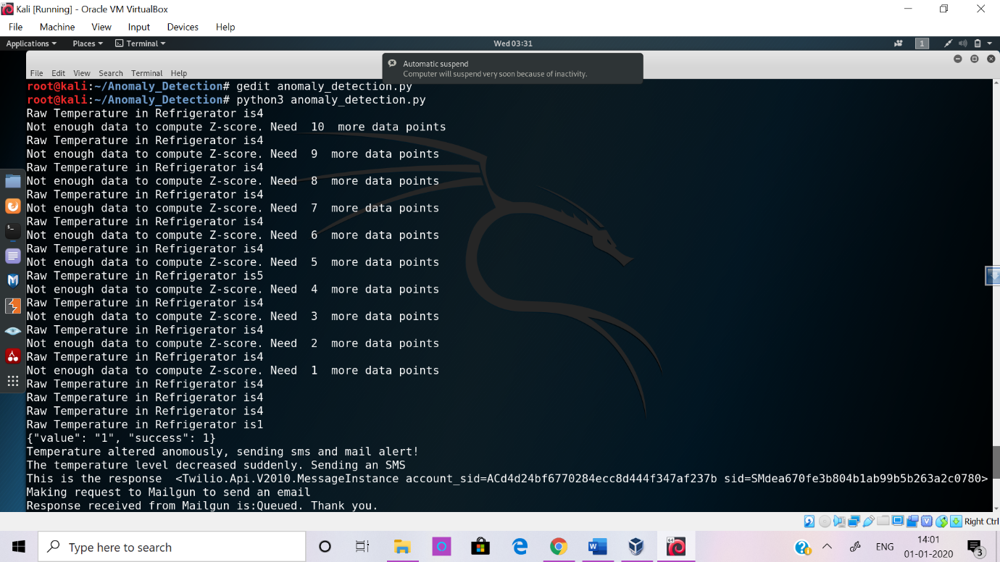 Kali [Running] - Oracle VM VirtualBox
File Machine View Input Devices Help
Applications Places Terminal Wed 03:31 1
Automatic suspend
Computer will suspend very soon because of inactivity.
File Edit View Search Terminal Help
root@kali:~/Anomaly_Detection# gedit anomaly_detection.py
root@kali:~/Anomaly_Detection# python3 anomaly_detection.py
Raw Temperature in Refrigerator is4
Not enough data to compute Z-score. Need  10  more data points
Raw Temperature in Refrigerator is4
Not enough data to compute Z-score. Need  9  more data points
Raw Temperature in Refrigerator is4
Not enough data to compute Z-score. Need  8  more data points
Raw Temperature in Refrigerator is4
Not enough data to compute Z-score. Need  7  more data points
Raw Temperature in Refrigerator is4
Not enough data to compute Z-score. Need  6  more data points
Raw Temperature in Refrigerator is4
Not enough data to compute Z-score. Need  5  more data points
Raw Temperature in Refrigerator is5
Not enough data to compute Z-score. Need  4  more data points
Raw Temperature in Refrigerator is4
Not enough data to compute Z-score. Need  3  more data points
Raw Temperature in Refrigerator is4
Not enough data to compute Z-score. Need  2  more data points
Raw Temperature in Refrigerator is4
Not enough data to compute Z-score. Need  1  more data points
Raw Temperature in Refrigerator is4
Raw Temperature in Refrigerator is4
Raw Temperature in Refrigerator is4
Raw Temperature in Refrigerator is1
{"value": "1", "success": 1}
Temperature altered anomously, sending sms and mail alert!
The temperature level decreased suddenly. Sending an SMS
This is the response  <Twilio.Api.V2010.MessageInstance account_sid=ACd4d24bf6770284ecc8d444f347af237b sid=SMdea670fe3b804b1ab99b5b263a2c0780>
Making request to Mailgun to send an email
Response received from Mailgun is:Queued. Thank you.
Right Ctrl
Type here to search
ENG
14:01
01-01-2020
3